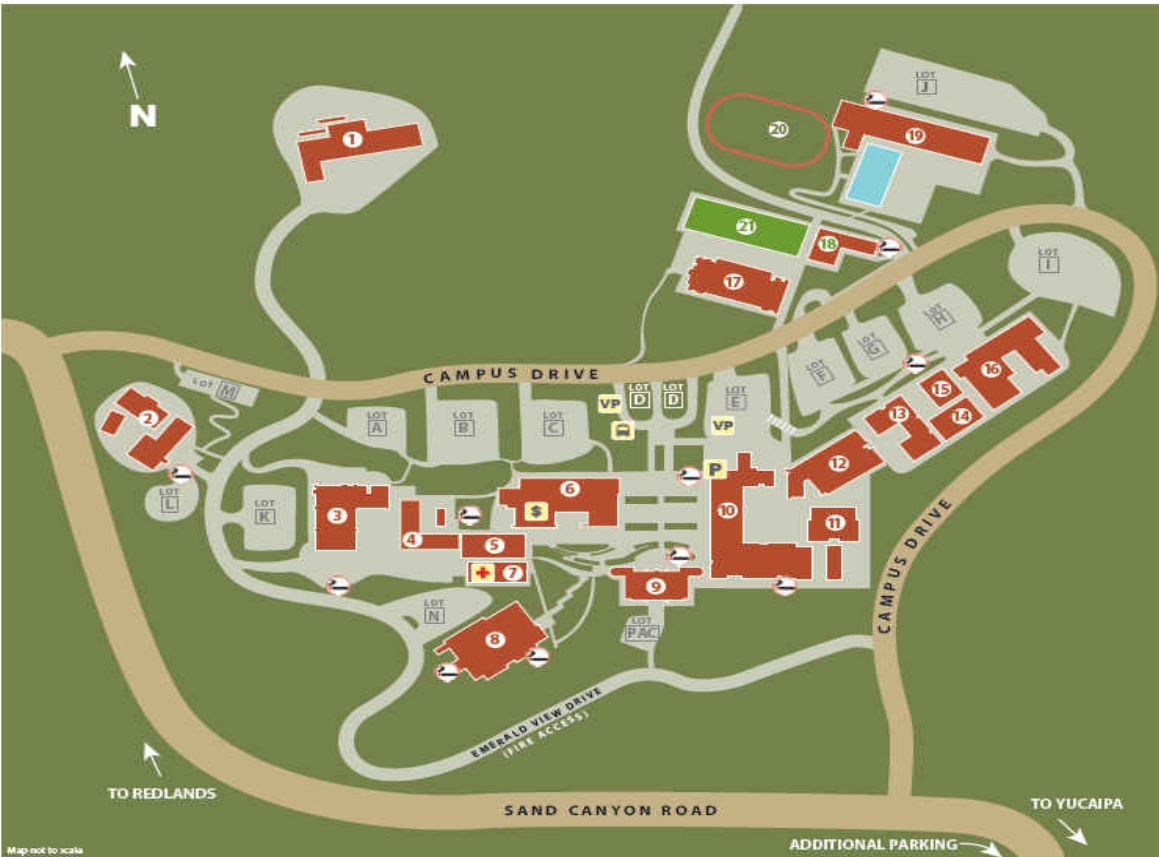 N
1
LOT
J
19
20
21
18
17
LOT
I
LOT
H
LOT
G
LOT
F
16
15
14
13
CAMPUS DRIVE
LOT M
2
LOT
A
LOT
B
LOT
C
VP
LOT
D
LOT
D
LOT
E
VP
P
12
LOT
L
LOT
K
3
4
5
6
$
7
10
11
9
LOT
N
8
LOT
PAC
CAMPUS DRIVE
EMERALD VIEW DRIVE
(FIRE ACCESS)
TO REDLANDS
SAND CANYON ROAD
TO YUCAIPA
ADDITIONAL PARKING
Map not to scale